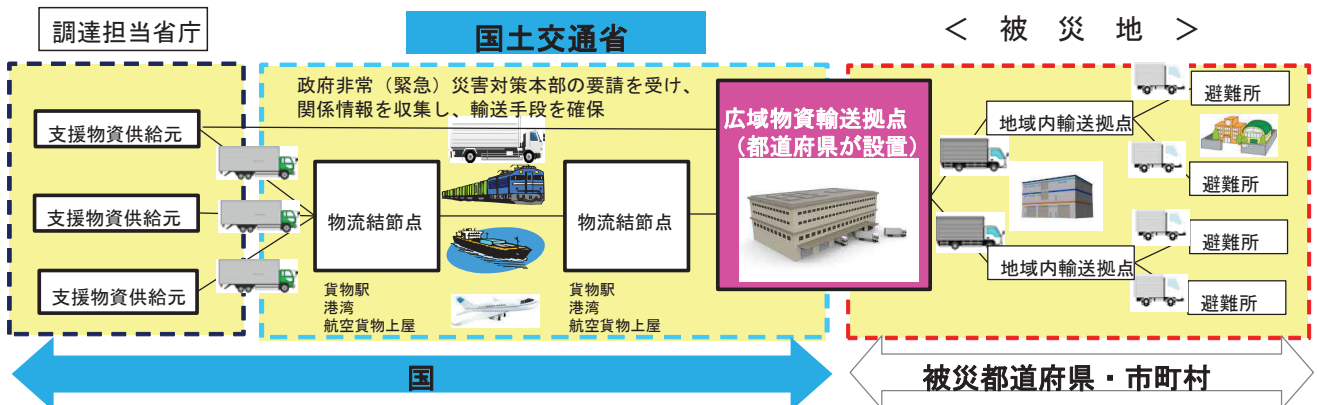 調達担当省庁
国土交通省
＜ 被 災 地 ＞
支援物資供給元
支援物資供給元
支援物資供給元
政府非常（緊急）災害対策本部の要請を受け、
関係情報を収集し、輸送手段を確保
物流結節点
貨物駅
港湾
航空貨物上屋
物流結節点
貨物駅
港湾
航空貨物上屋
広域物資輸送拠点
（都道府県が設置）
地域内輸送拠点
地域内輸送拠点
避難所
避難所
避難所
避難所
国
被災都道府県・市町村